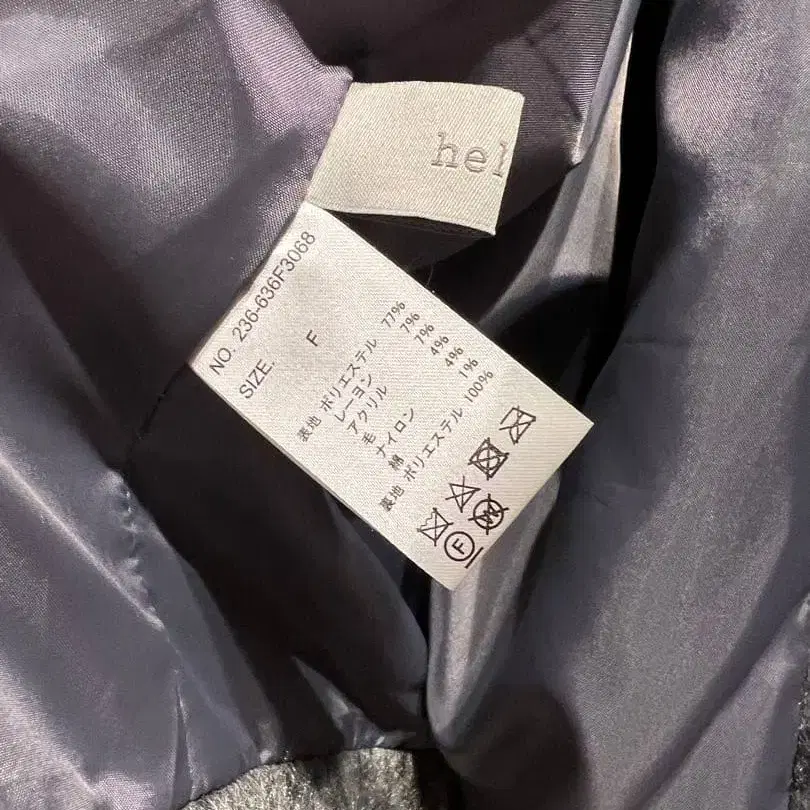 hel
NO. 236-636F3068
SIZE. F
表地 ポリエステル 77%
レーヨン 7%
アクリル 7%
毛 4%
ナイロン 4%
綿 1%
裏地 ポリエステル 100%
W
F